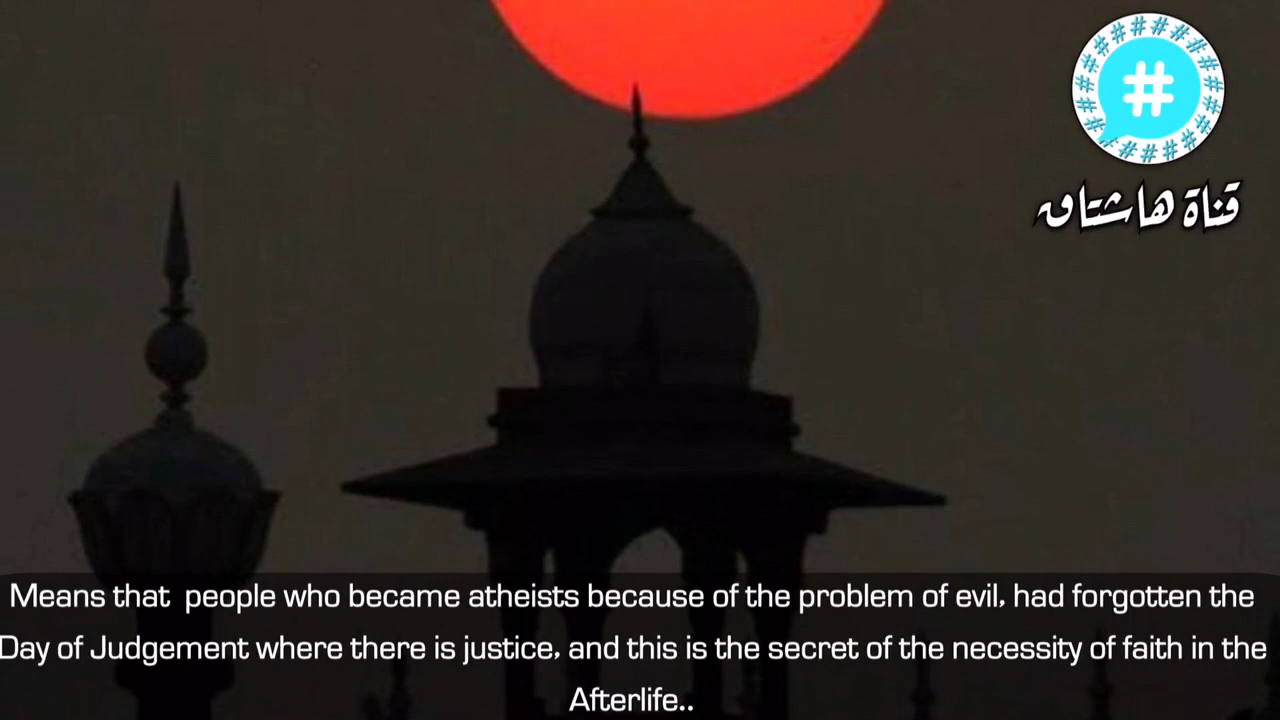 #
قناة هاشتاق
Means that people who became atheists because of the problem of evil, had forgotten the
Day of Judgement where there is justice, and this is the secret of the necessity of faith in the
Afterlife..